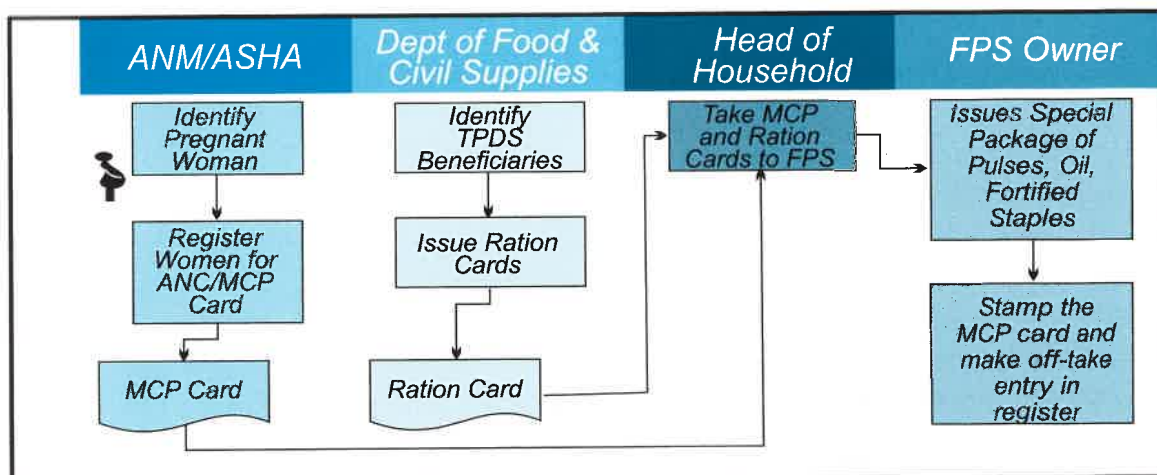 ANM/ASHA
Dept of Food &
Civil Supplies
Head of
Household
FPS Owner
Identify
Pregnant
Woman
Register
Women for
ANC/MCP
Card
MCP Card
Identify
TPDS
Beneficiaries
Issue Ration
Cards
Ration Card
Take MCP
and Ration
Cards to FPS
Issues Special
Package of
Pulses, Oil,
Fortified
Staples
Stamp the
MCP card and
make off-take
entry in
register